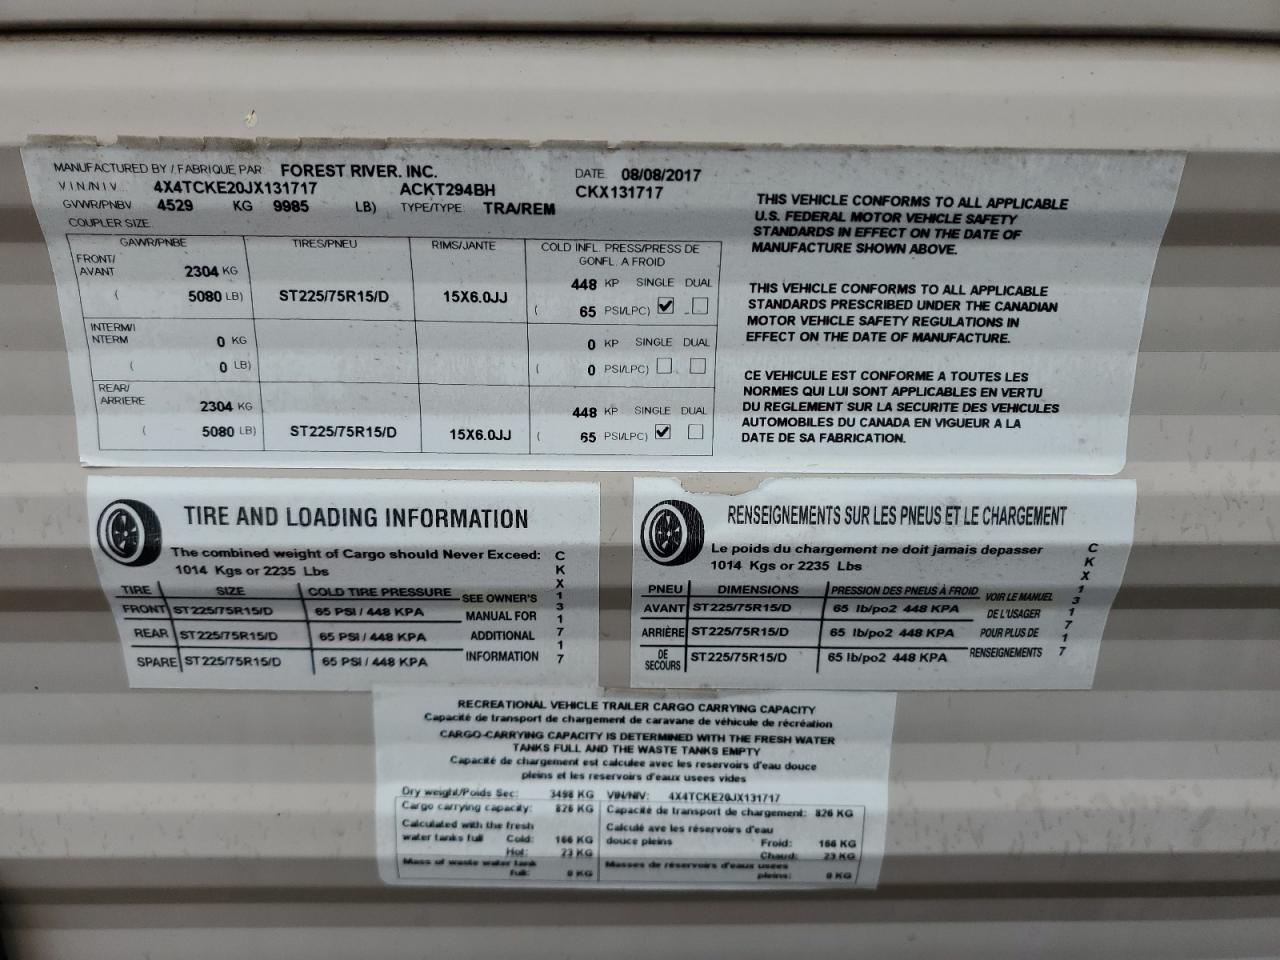 MANUFACTURED BY / FABRIQUE PAR FOREST RIVER. INC. DATE 08/08/2017
V I N/N I V 4X4TCKE20JX131717 ACKT294BH CKX131717
GVWR/PNBV 4529 KG 9985 LB) TYPE/TYPE TRA/REM
COUPLER SIZE
GAWR/PNBE TIRES/PNEU RIMS/JANTE COLD INFL. PRESS/PRESS DE
GONFL. A FROID
FRONT/
AVANT 2304 KG 448 KP SINGLE DUAL
( 5080 LB) ST225/75R15/D 15X6.0JJ ( 65 PSI/LPC)
INTERM/I
NTERM 0 KG 0 KP SINGLE DUAL
( 0 LB) ( 0 PSI/LPC)
REAR/
ARRIERE 2304 KG 448 KP SINGLE DUAL
( 5080 LB) ST225/75R15/D 15X6.0JJ ( 65 PSI/LPC)
THIS VEHICLE CONFORMS TO ALL APPLICABLE
U.S. FEDERAL MOTOR VEHICLE SAFETY
STANDARDS IN EFFECT ON THE DATE OF
MANUFACTURE SHOWN ABOVE.
THIS VEHICLE CONFORMS TO ALL APPLICABLE
STANDARDS PRESCRIBED UNDER THE CANADIAN
MOTOR VEHICLE SAFETY REGULATIONS IN
EFFECT ON THE DATE OF MANUFACTURE.
CE VEHICULE EST CONFORME A TOUTES LES
NORMES QUI LUI SONT APPLICABLES EN VERTU
DU REGLEMENT SUR LA SECURITE DES VEHICULES
AUTOMOBILES DU CANADA EN VIGUEUR A LA
DATE DE SA FABRICATION.
TIRE AND LOADING INFORMATION
The combined weight of Cargo should Never Exceed:
1014 Kgs or 2235 Lbs
TIRE SIZE COLD TIRE PRESSURE SEE OWNER'S
FRONT ST225/75R15/D 65 PSI / 448 KPA MANUAL FOR
REAR ST225/75R15/D 65 PSI / 448 KPA ADDITIONAL
SPARE ST225/75R15/D 65 PSI / 448 KPA INFORMATION
CKX131717
RENSEIGNEMENTS SUR LES PNEUS ET LE CHARGEMENT
Le poids du chargement ne doit jamais depasser
1014 Kgs or 2235 Lbs
PNEU DIMENSIONS PRESSION DES PNEUS À FROID VOIR LE MANUEL
AVANT ST225/75R15/D 65 lb/po2 448 KPA DE L'USAGER
ARRIÈRE ST225/75R15/D 65 lb/po2 448 KPA POUR PLUS DE
DE
SECOURS ST225/75R15/D 65 lb/po2 448 KPA RENSEIGNEMENTS
CKX131717
RECREATIONAL VEHICLE TRAILER CARGO CARRYING CAPACITY
Capacité de transport de chargement de caravane de véhicule de récréation
CARGO-CARRYING CAPACITY IS DETERMINED WITH THE FRESH WATER
TANKS FULL AND THE WASTE TANKS EMPTY
Capacité de chargement est calculee avec les reservoirs d'eau douce
pleins et les reservoirs d'eaux usees vides
Dry weight/Poids Sec: 3498 KG VIN/NIV: 4X4TCKE20JX131717
Cargo carrying capacity: 826 KG Capacité de transport de chargement: 826 KG
Calculated with the fresh Calculé ave les réservoirs d'eau
water tanks full Cold: 166 KG douce pleins Froid: 166 KG
Hot: 23 KG Chaud: 23 KG
Mass of waste water tank Masses de réservoirs d'eaux usees
full: 0 KG pleins: 0 KG